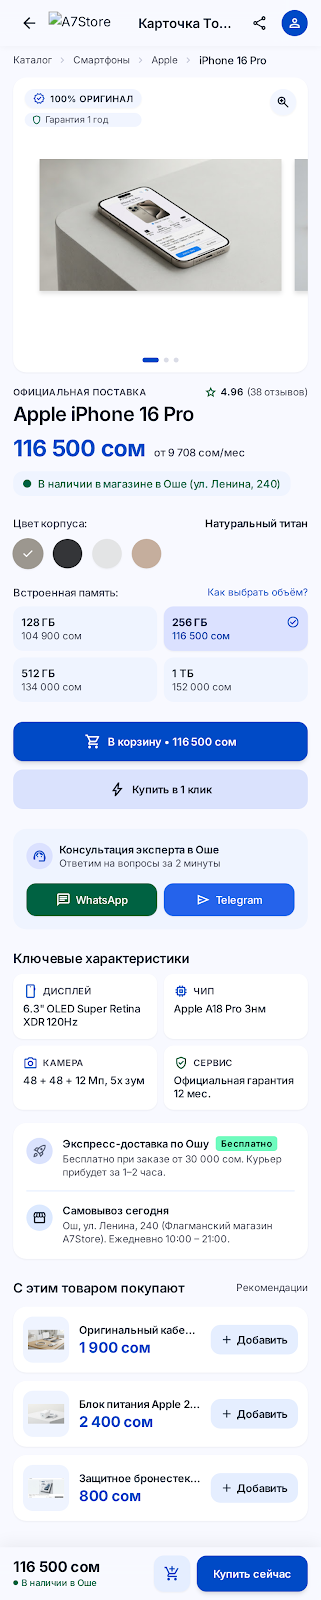 A7Store
Карточка То...
Каталог > Смартфоны > Apple > iPhone 16 Pro
100% ОРИГИНАЛ
Гарантия 1 год
ОФИЦИАЛЬНАЯ ПОСТАВКА
4.96 (38 отзывов)
Apple iPhone 16 Pro
116 500 сом от 9 708 сом/мес
В наличии в магазине в Оше (ул. Ленина, 240)
Цвет корпуса: Натуральный титан
Встроенная память: Как выбрать объём?
128 ГБ
104 900 сом
256 ГБ
116 500 сом
512 ГБ
134 000 сом
1 ТБ
152 000 сом
В корзину • 116 500 сом
Купить в 1 клик
Консультация эксперта в Оше
Ответим на вопросы за 2 минуты
WhatsApp
Telegram
Ключевые характеристики
ДИСПЛЕЙ
6.3" OLED Super Retina
XDR 120Hz
ЧИП
Apple A18 Pro 3нм
КАМЕРА
48 + 48 + 12 Мп, 5x зум
СЕРВИС
Официальная гарантия
12 мес.
Экспресс-доставка по Ошу Бесплатно
Бесплатно при заказе от 30 000 сом. Курьер
прибудет за 1–2 часа.
Самовывоз сегодня
Ош, ул. Ленина, 240 (Флагманский магазин
A7Store). Ежедневно 10:00 – 21:00.
С этим товаром покупают Рекомендации
Оригинальный кабе...
1 900 сом
+ Добавить
Блок питания Apple 2...
2 400 сом
+ Добавить
Защитное бронестек...
800 сом
+ Добавить
116 500 сом
В наличии в Оше
Купить сейчас